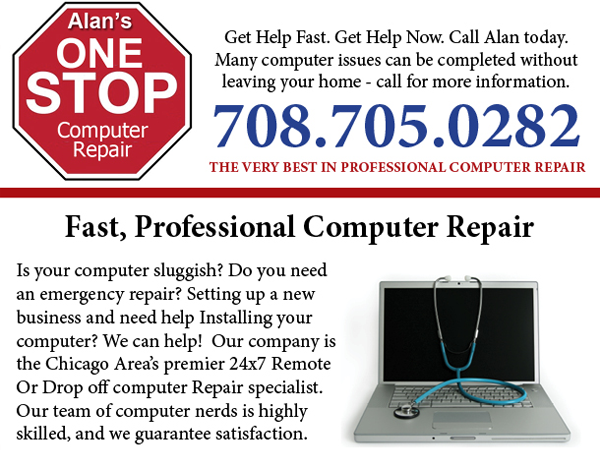 Alan's
ONE
STOP
Computer
Repair
Get Help Fast. Get Help Now. Call Alan today.
Many computer issues can be completed without
leaving your home - call for more information.
708.705.0282
THE VERY BEST IN PROFESSIONAL COMPUTER REPAIR
Fast, Professional Computer Repair
Is your computer sluggish? Do you need
an emergency repair? Setting up a new
business and need help Installing your
computer? We can help!  Our company is
the Chicago Area's premier 24x7 Remote
Or Drop off computer Repair specialist.
Our team of computer nerds is highly
skilled, and we guarantee satisfaction.